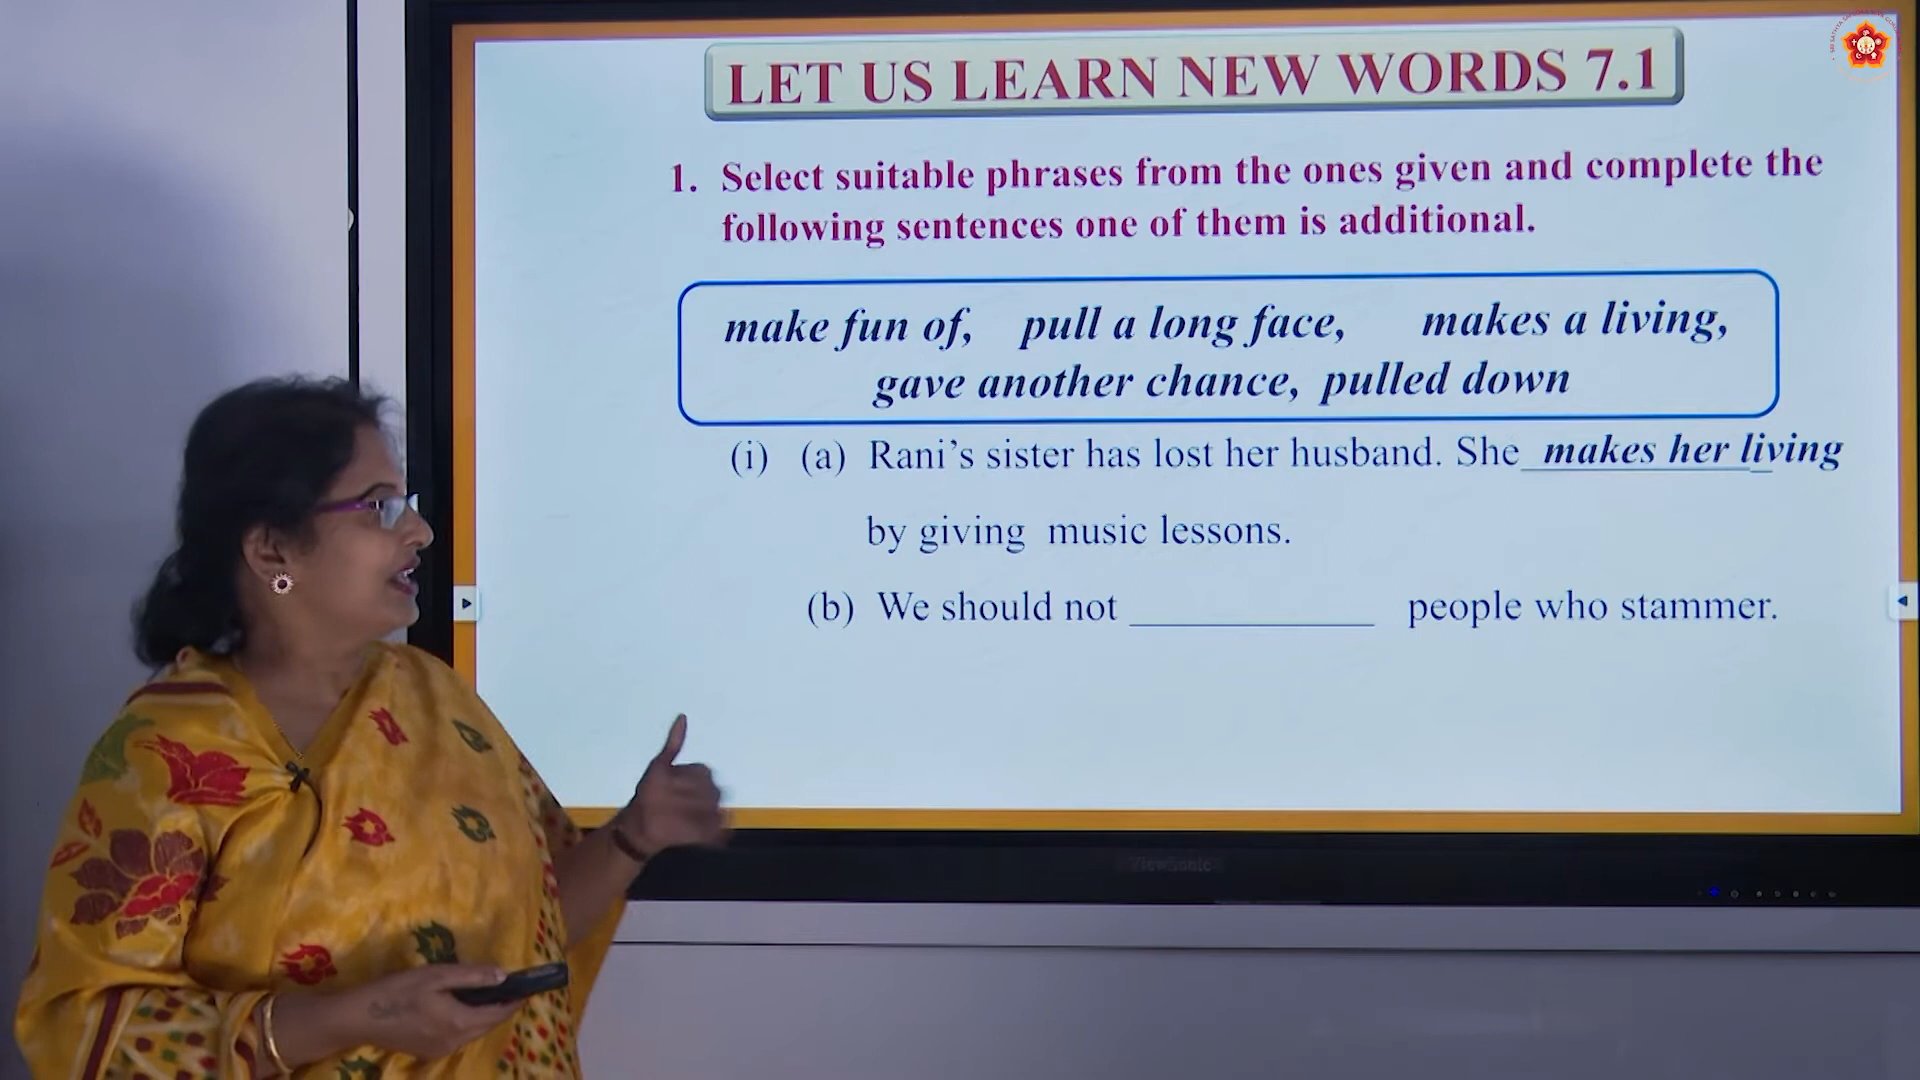 LET US LEARN NEW WORDS 7.1
1. Select suitable phrases from the ones given and complete the
following sentences one of them is additional.
make fun of, pull a long face, makes a living,
gave another chance, pulled down
(i) (a) Rani's sister has lost her husband. She makes her living
by giving music lessons.
(b) We should not ____________ people who stammer.
ViewSonic